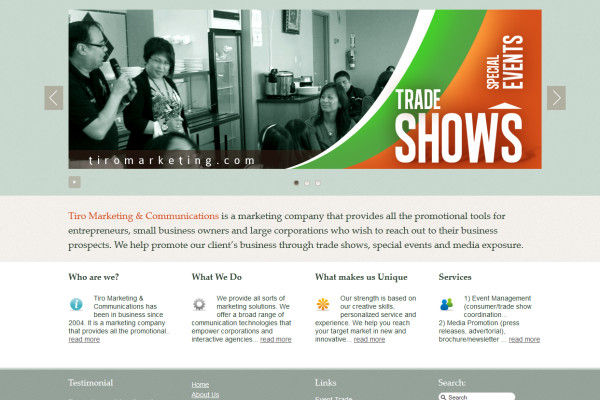 SPECIAL
EVENTS
TRADE
SHOWS
tiromarketing.com
Tiro Marketing & Communications is a marketing company that provides all the promotional tools for
entrepreneurs, small business owners and large corporations who wish to reach out to their business
prospects. We help promote our client's business through trade shows, special events and media exposure.
Who are we?
Tiro Marketing &
Communications has
been in business since
2004. It is a marketing company
that provides all the promotional..
read more
What We Do
We provide all sorts of
marketing solutions. We
offer a broad range of
communication technologies that
empower corporations and
interactive agencies... read more
What makes us Unique
Our strength is based on
our creative skills,
personalized service and
experience. We help you reach
your target market in new and
innovative... read more
Services
1) Event Management
(consumer/trade show
coordination...
2) Media Promotion (press
releases, advertorial),
brochure/newsletter ... read more
Testimonial
Home
About Us
Links
Event Trade
Search:
Search